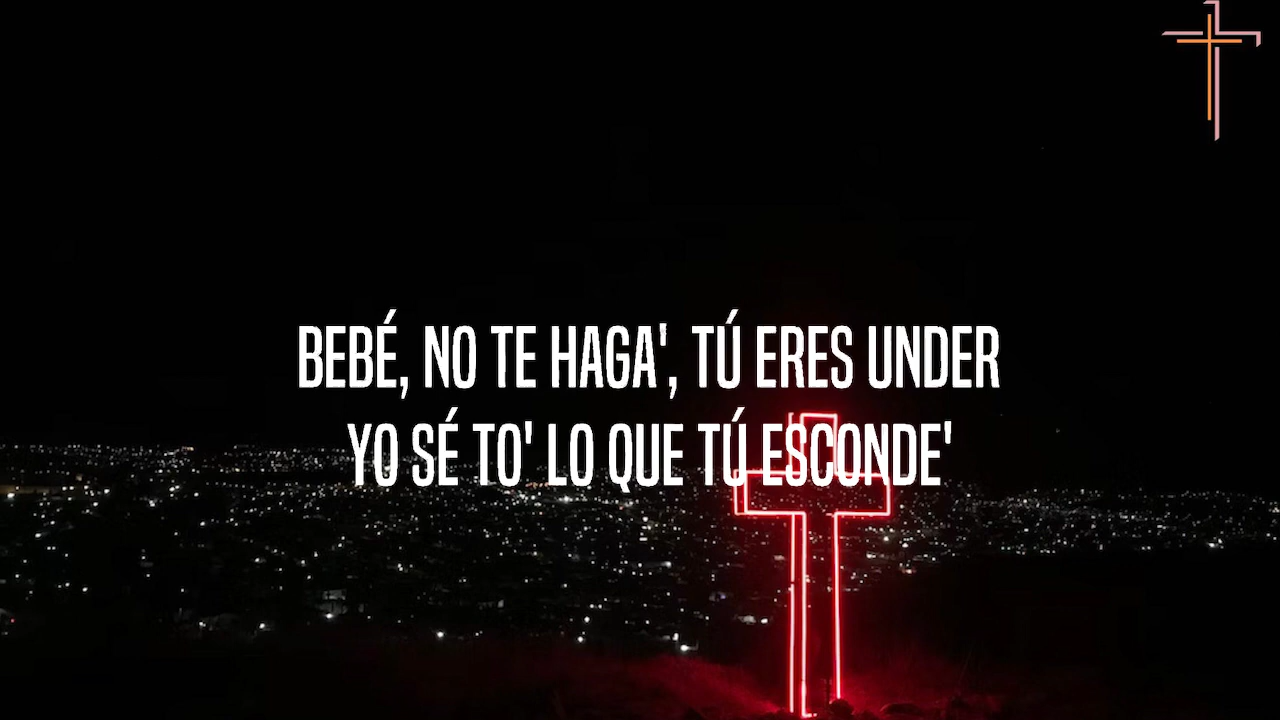 BEBÉ, NO TE HAGA', TÚ ERES UNDER
YO SÉ TO' LO QUE TÚ ESCONDE'